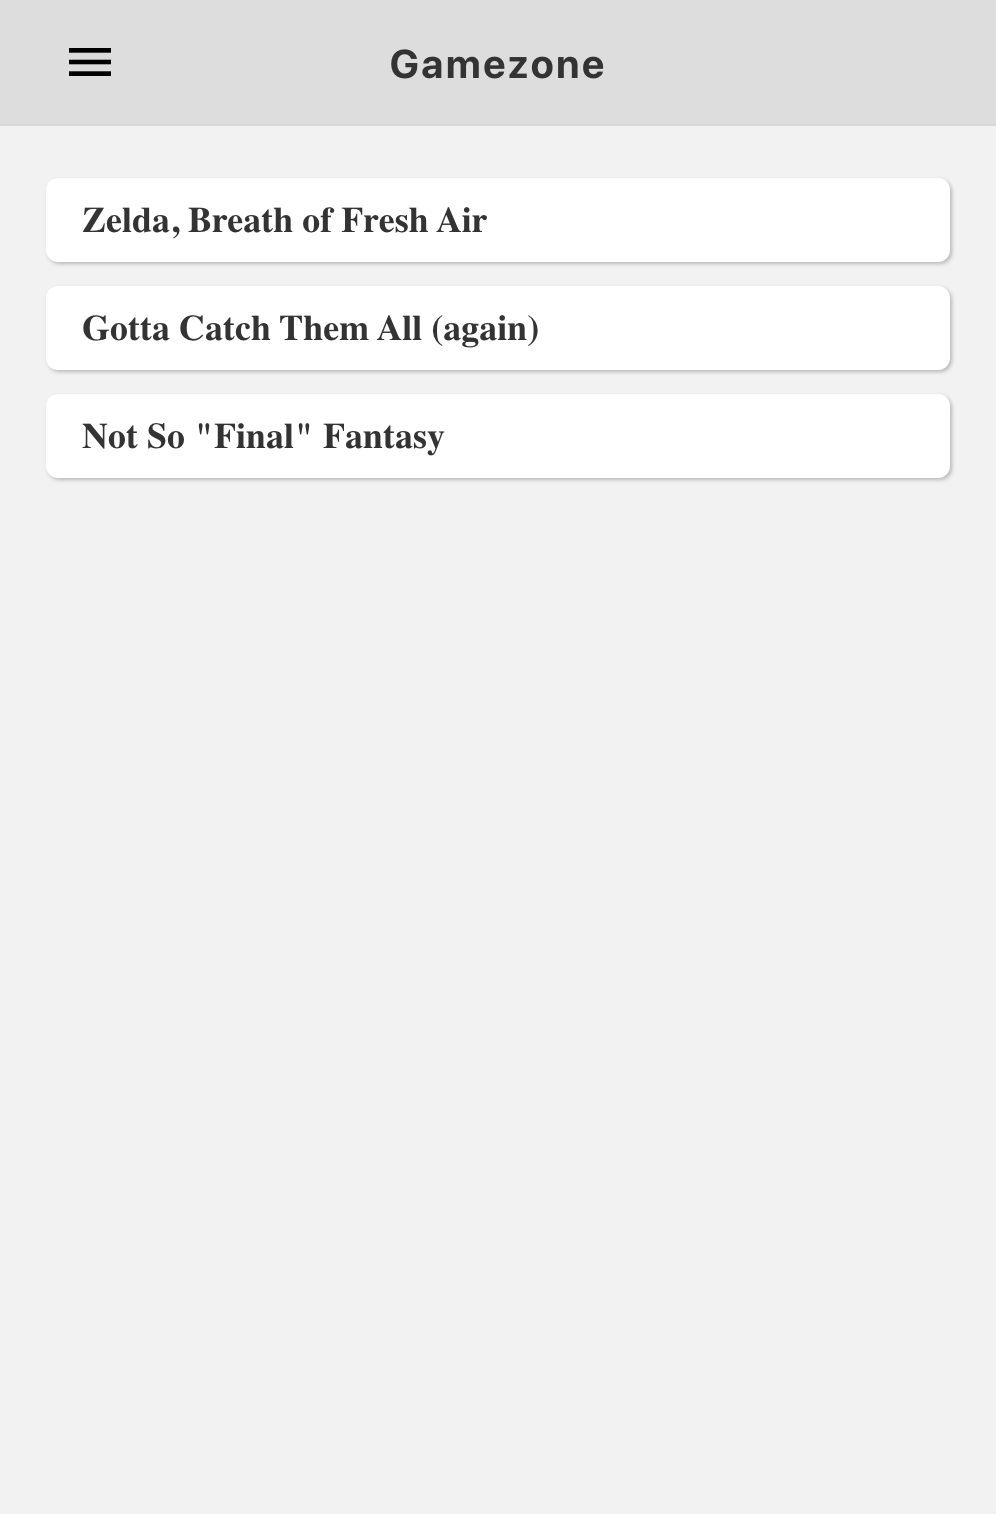 Gamezone
Zelda, Breath of Fresh Air
Gotta Catch Them All (again)
Not So "Final" Fantasy